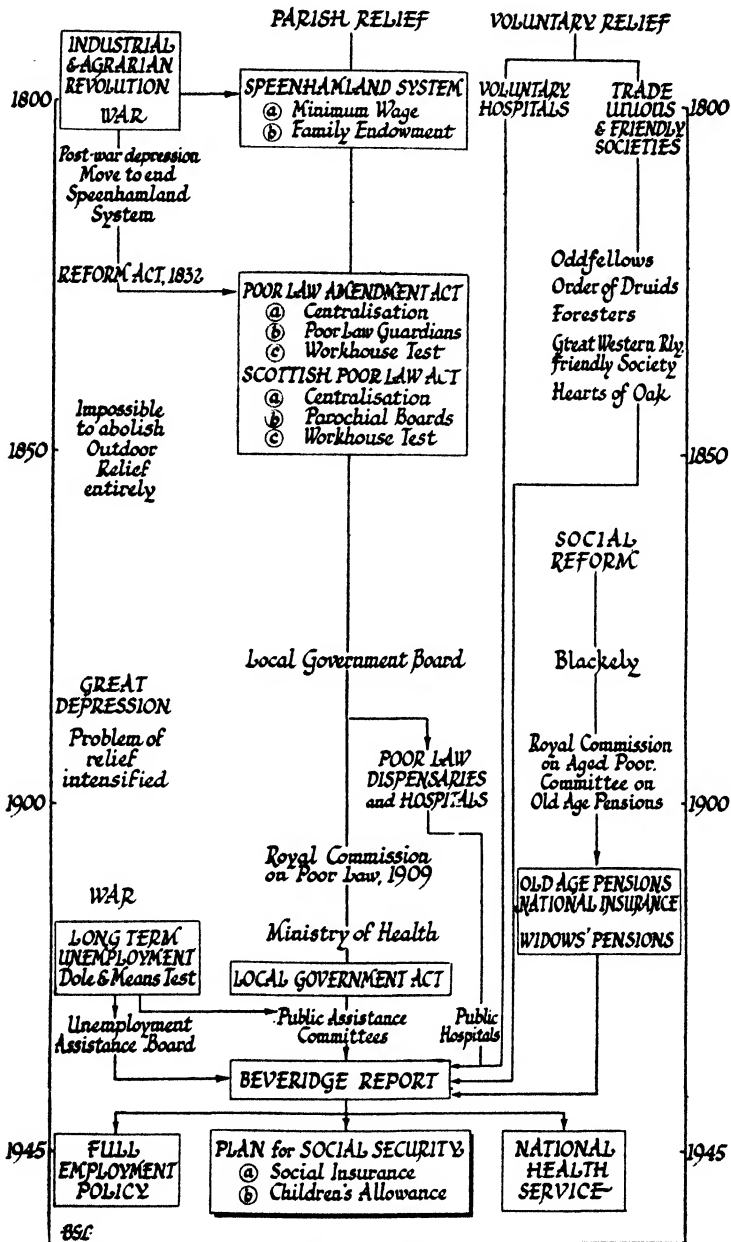 PARISH RELIEF
VOLUNTARY RELIEF
INDUSTRIAL
& AGRARIAN
REVOLUTION
WAR
1800
SPEENHAMLAND SYSTEM
ⓐ Minimum Wage
ⓑ Family Endowment
VOLUNTARY
HOSPITALS
TRADE
UNIONS
& FRIENDLY
SOCIETIES
1800
Post-war depression
Move to end
Speenhamland
System
REFORM ACT, 1832
POOR LAW AMENDMENT ACT
ⓐ Centralisation
ⓑ Poor Law Guardians
ⓒ Workhouse Test
SCOTTISH POOR LAW ACT
ⓐ Centralisation
ⓑ Parochial Boards
ⓒ Workhouse Test
Oddfellows
Order of Druids
Foresters
Great Western Rly.
Friendly Society
Hearts of Oak
Impossible
to abolish
Outdoor
Relief
entirely
1850
1850
SOCIAL
REFORM
Local Government Board
Blackely
GREAT
DEPRESSION
Problem of
relief
intensified
POOR LAW
DISPENSARIES
and HOSPITALS
Royal Commission
on Aged Poor.
Committee on
Old Age Pensions
1900
1900
Royal Commission
on Poor Law, 1909
Ministry of Health
OLD AGE PENSIONS
NATIONAL INSURANCE
WIDOWS' PENSIONS
WAR
LONG TERM
UNEMPLOYMENT
Dole & Means Test
LOCAL GOVERNMENT ACT
Unemployment
Assistance Board
Public Assistance
Committees
Public
Hospitals
BEVERIDGE REPORT
1945
FULL
EMPLOYMENT
POLICY
PLAN for SOCIAL SECURITY
ⓐ Social Insurance
ⓑ Children's Allowance
NATIONAL
HEALTH
SERVICE
1945